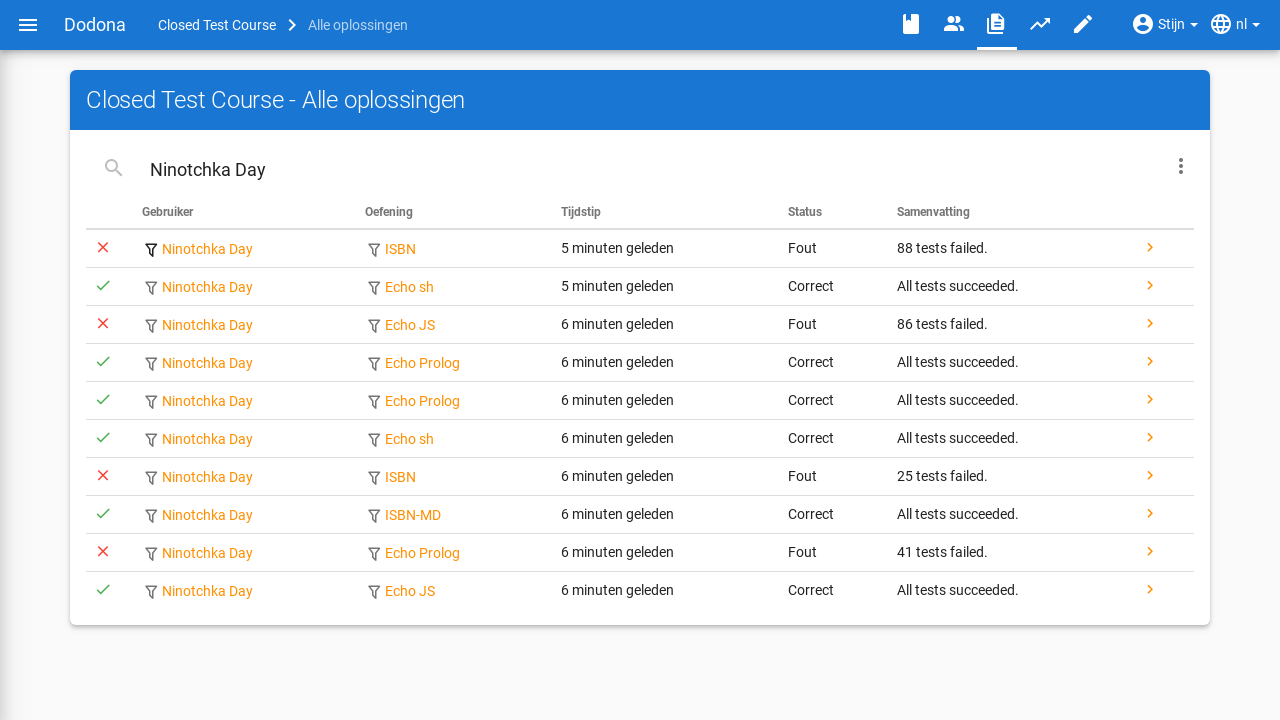 Dodona Closed Test Course Alle oplossingen Stijn nl
Closed Test Course - Alle oplossingen
Ninotchka Day
Gebruiker Oefening Tijdstip Status Samenvatting
Ninotchka Day ISBN 5 minuten geleden Fout 88 tests failed.
Ninotchka Day Echo sh 5 minuten geleden Correct All tests succeeded.
Ninotchka Day Echo JS 6 minuten geleden Fout 86 tests failed.
Ninotchka Day Echo Prolog 6 minuten geleden Correct All tests succeeded.
Ninotchka Day Echo Prolog 6 minuten geleden Correct All tests succeeded.
Ninotchka Day Echo sh 6 minuten geleden Correct All tests succeeded.
Ninotchka Day ISBN 6 minuten geleden Fout 25 tests failed.
Ninotchka Day ISBN-MD 6 minuten geleden Correct All tests succeeded.
Ninotchka Day Echo Prolog 6 minuten geleden Fout 41 tests failed.
Ninotchka Day Echo JS 6 minuten geleden Correct All tests succeeded.